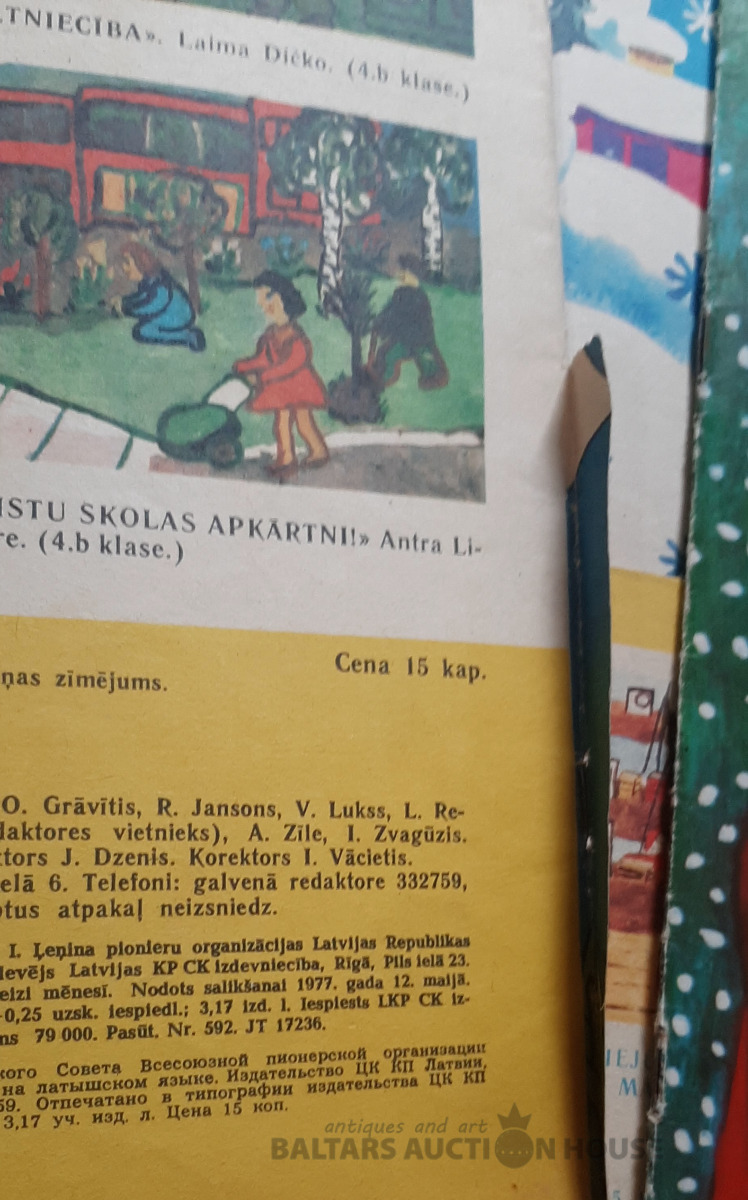 TNIECĪBA». Laima Dičko. (4.b klase.)
ISTU SKOLAS APKĀRTNI!» Antra Li-
re. (4.b klase.)
Cena 15 kap.
ņas zīmējums.
O. Grāvītis, R. Jansons, V. Lukss, L. Re-
daktores vietnieks), A. Zīle, I. Zvagūzis.
ktors J. Dzenis. Korektors I. Vācietis.
ielā 6. Telefoni: galvenā redaktore 332759,
ptus atpakaļ neizsniedz.
I. Ļeņina pionieru organizācijas Latvijas Republikas
devējs Latvijas KP CK izdevniecība, Rīgā, Pils ielā 23.
eizi mēnesī. Nodots salikšanai 1977. gada 12. maijā.
0,25 uzsk. iespiedl.; 3,17 izd. l. Iespiests LKP CK iz-
ns 79 000. Pasūt. Nr. 592. JT 17236.
кого Совета Всесоюзной пионерской организации
на латышском языке. Издательство ЦК КП Латвии,
59. Отпечатано в типографии издательства ЦК КП
3,17 уч. изд. л. Цена 15 коп.
IEJ
M
antiques and art
BALTARS AUCTION HOUSE